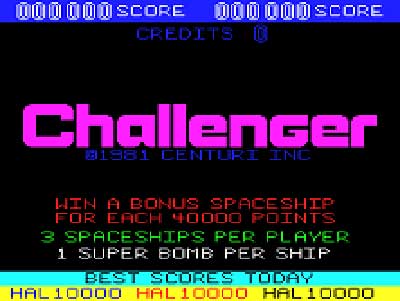 000000 SCORE 000000 SCORE
CREDITS 0
Challenger
©1981 CENTURI INC
WIN A BONUS SPACESHIP
FOR EACH 40000 POINTS
3 SPACESHIPS PER PLAYER
1 SUPER BOMB PER SHIP
BEST SCORES TODAY
HAL10000 HAL10000 HAL10000